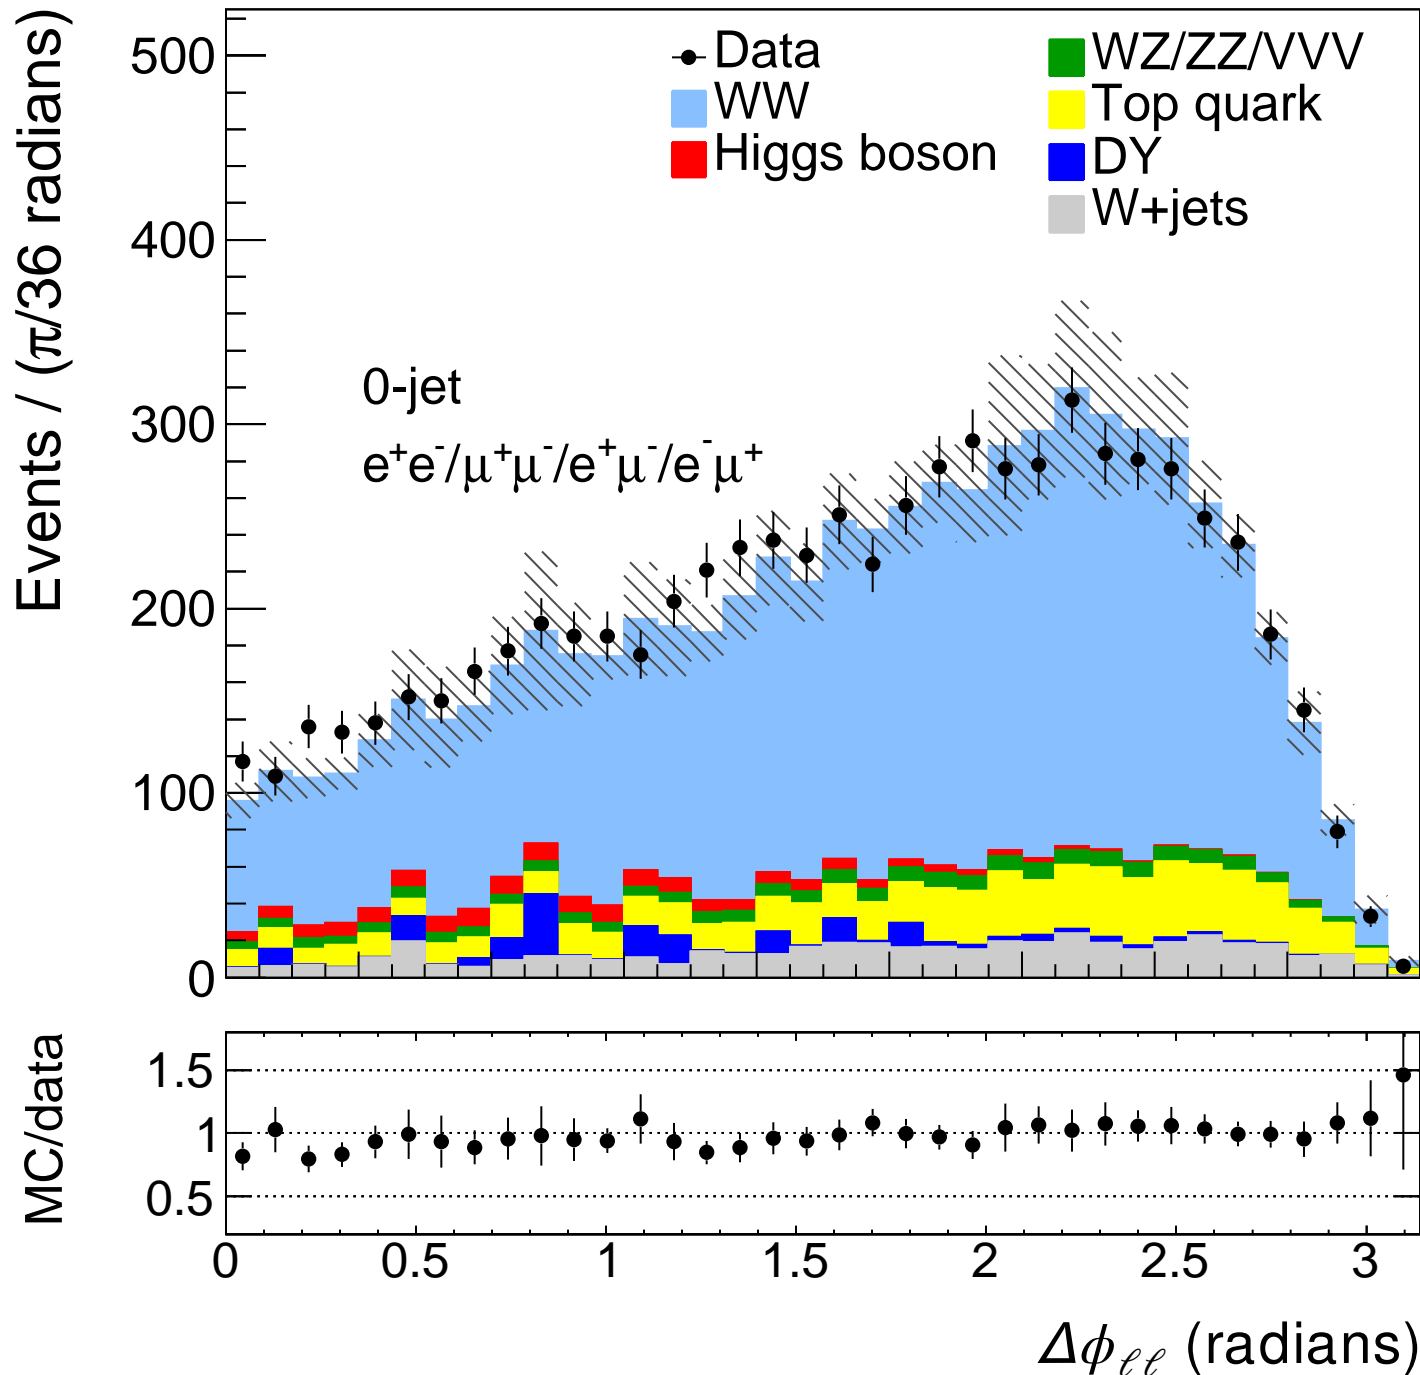 Events / (π/36 radians)
500
400
300
200
100
0
Data
WW
Higgs boson
WZ/ZZ/VVV
Top quark
DY
W+jets
0-jet
e⁺e⁻/μ⁺μ⁻/e⁺μ⁻/e⁻μ⁺
MC/data
1.5
1
0.5
0 0.5 1 1.5 2 2.5 3
Δϕℓℓ (radians)